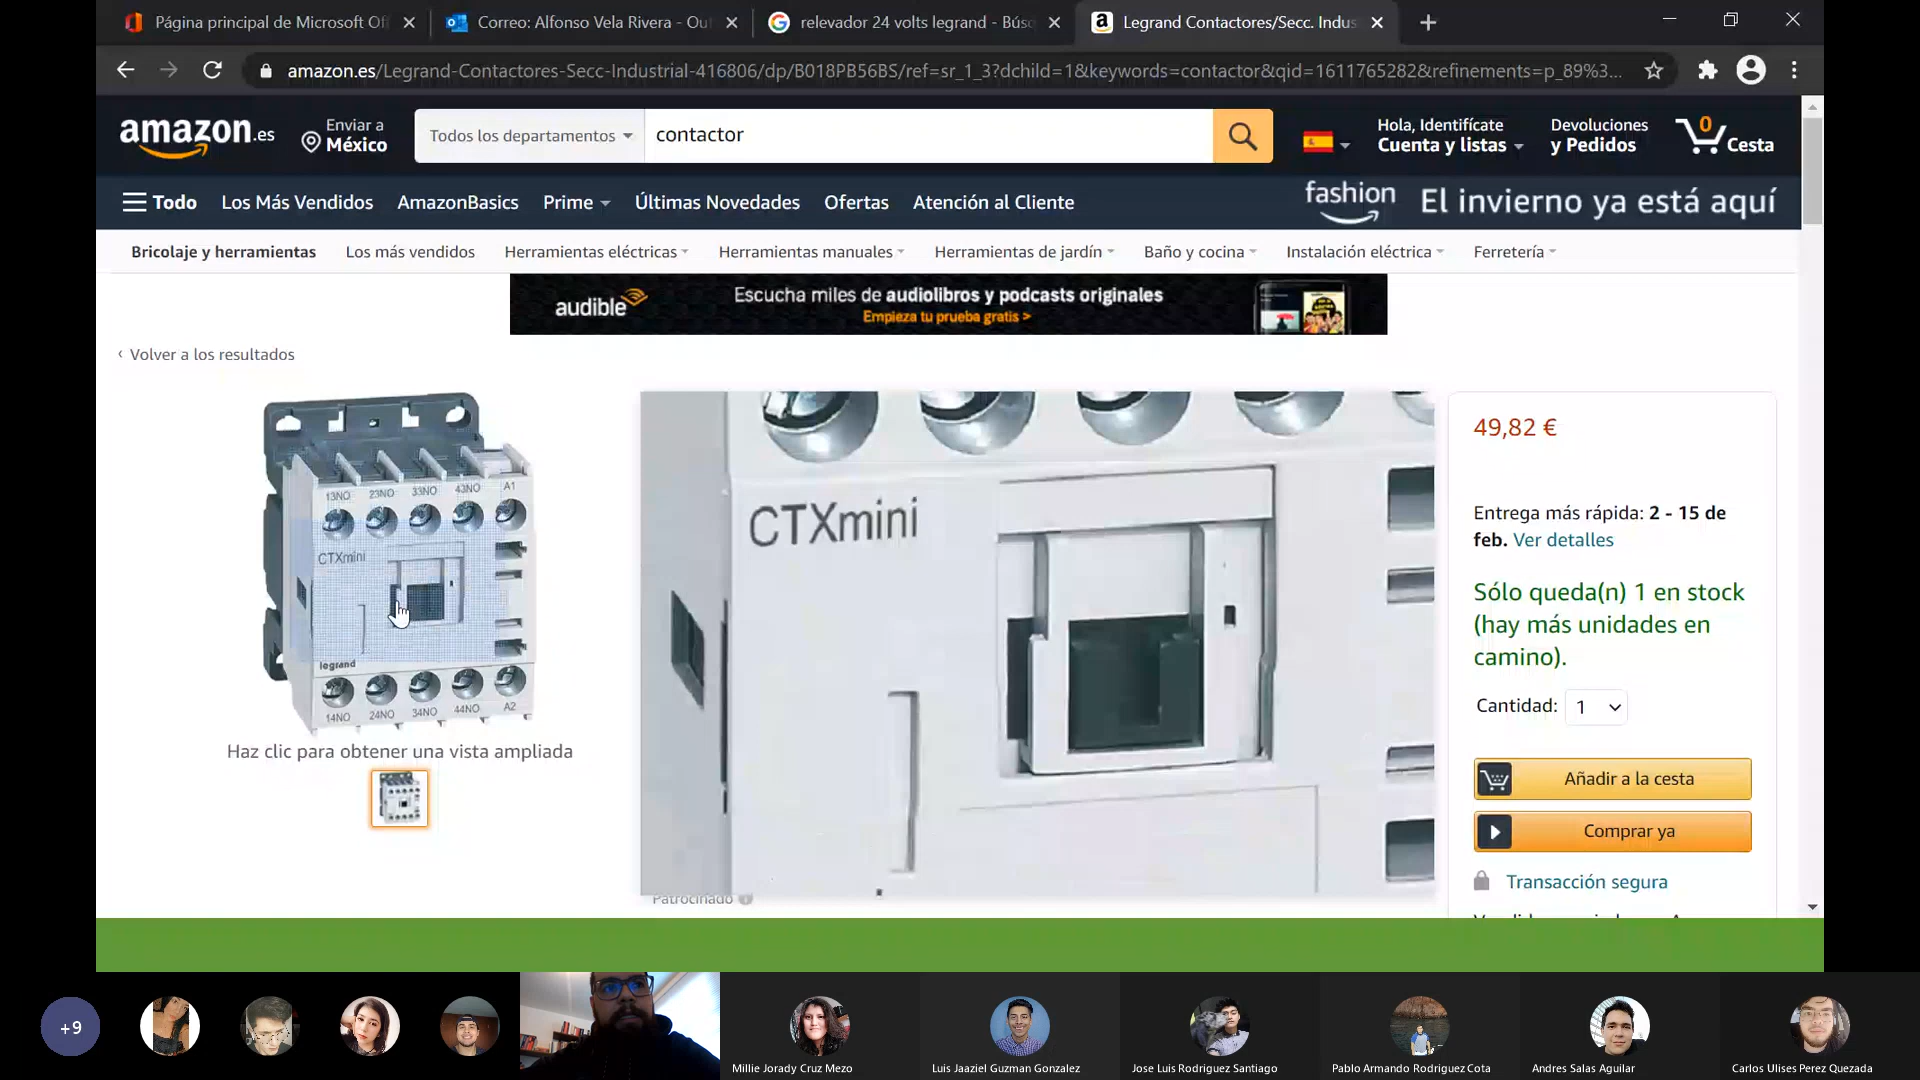 Página principal de Microsoft Of
Correo: Alfonso Vela Rivera - Out
relevador 24 volts legrand - Búsq
Legrand Contactores/Secc. Indus
amazon.es/Legrand-Contactores-Secc-Industrial-416806/dp/B018PB56BS/ref=sr_1_3?dchild=1&keywords=contactor&qid=1611765282&refinements=p_89%3...
amazon.es
Enviar a
México
Todos los departamentos
contactor
Hola, Identifícate
Cuenta y listas
Devoluciones
y Pedidos
0
Cesta
Todo
Los Más Vendidos
AmazonBasics
Prime
Últimas Novedades
Ofertas
Atención al Cliente
fashion
El invierno ya está aquí
Bricolaje y herramientas
Los más vendidos
Herramientas eléctricas
Herramientas manuales
Herramientas de jardín
Baño y cocina
Instalación eléctrica
Ferretería
audible
Escucha miles de audiolibros y podcasts originales
Empieza tu prueba gratis >
‹ Volver a los resultados
13NO 23NO 33NO 43NO A1
CTXmini
legrand
14NO 24NO 34NO 44NO A2
Haz clic para obtener una vista ampliada
CTXmini
Patrocinado
49,82 €
Entrega más rápida: 2 - 15 de
feb. Ver detalles
Sólo queda(n) 1 en stock
(hay más unidades en
camino).
Cantidad: 1
Añadir a la cesta
Comprar ya
Transacción segura
+9
Millie Jorady Cruz Mezo
Luis Jaaziel Guzman Gonzalez
Jose Luis Rodriguez Santiago
Pablo Armando Rodriguez Cota
Andres Salas Aguilar
Carlos Ulises Perez Quezada